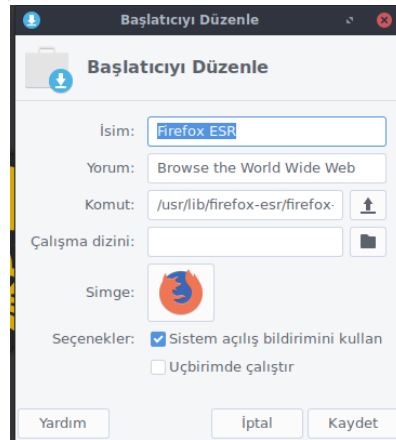 Başlatıcıyı Düzenle
Başlatıcıyı Düzenle
İsim: Firefox ESR
Yorum: Browse the World Wide Web
Komut: /usr/lib/firefox-esr/firefox-
Çalışma dizini:
Simge:
Seçenekler: Sistem açılış bildirimini kullan
Uçbirimde çalıştır
Yardım İptal Kaydet